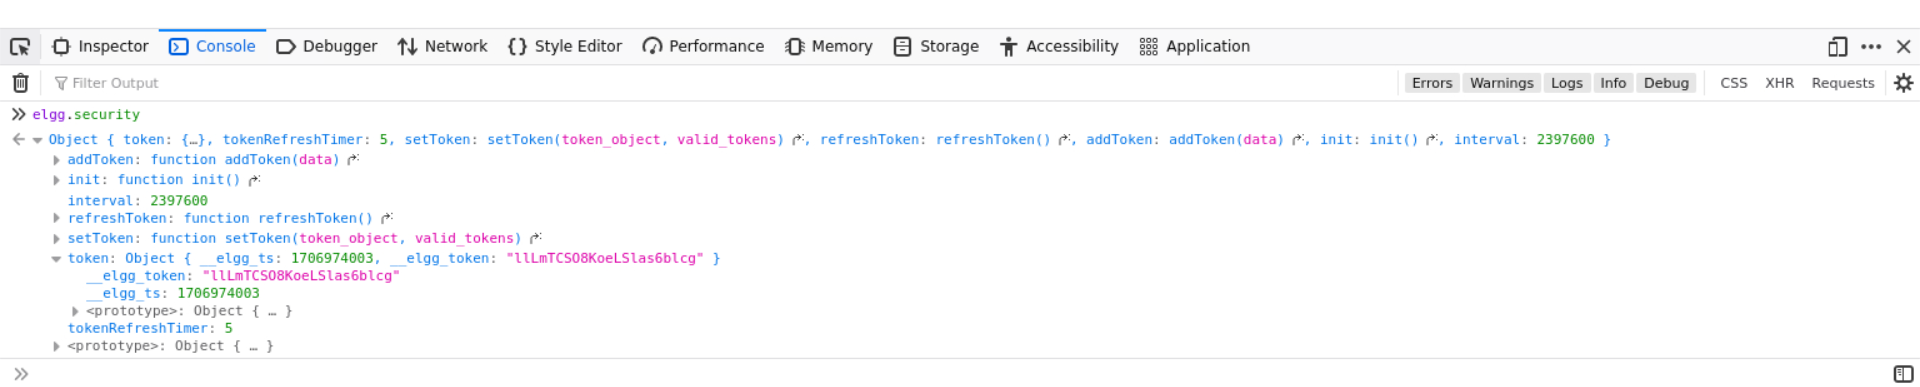 Inspector Console Debugger Network Style Editor Performance Memory Storage Accessibility Application
Filter Output Errors Warnings Logs Info Debug CSS XHR Requests
elgg.security
Object { token: {…}, tokenRefreshTimer: 5, setToken: setToken(token_object, valid_tokens), refreshToken: refreshToken(), addToken: addToken(data), init: init(), interval: 2397600 }
addToken: function addToken(data)
init: function init()
interval: 2397600
refreshToken: function refreshToken()
setToken: function setToken(token_object, valid_tokens)
token: Object { __elgg_ts: 1706974003, __elgg_token: "llLmTCSO8KoeLSlas6blcg" }
__elgg_token: "llLmTCSO8KoeLSlas6blcg"
__elgg_ts: 1706974003
<prototype>: Object { … }
tokenRefreshTimer: 5
<prototype>: Object { … }